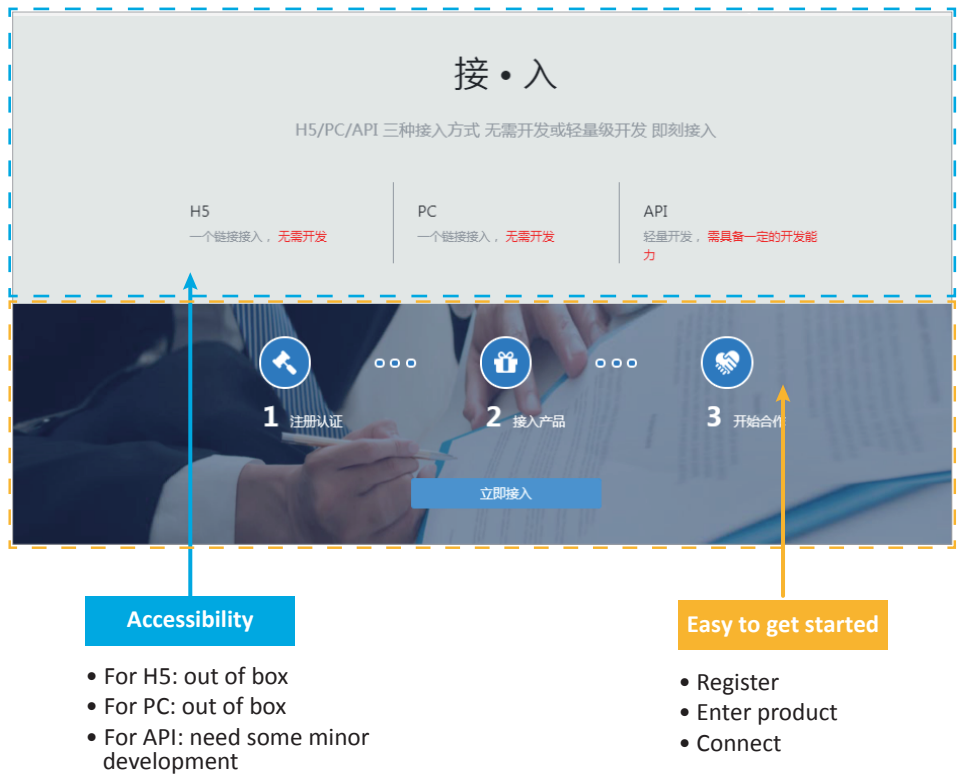 接•入
H5/PC/API 三种接入方式 无需开发或轻量级开发 即刻接入
H5
一个链接接入，无需开发
PC
一个链接接入，无需开发
API
轻量开发，需具备一定的开发能
力
1 注册认证
2 接入产品
3 开始合作
立即接入
Accessibility
• For H5: out of box
• For PC: out of box
• For API: need some minor
development
Easy to get started
• Register
• Enter product
• Connect